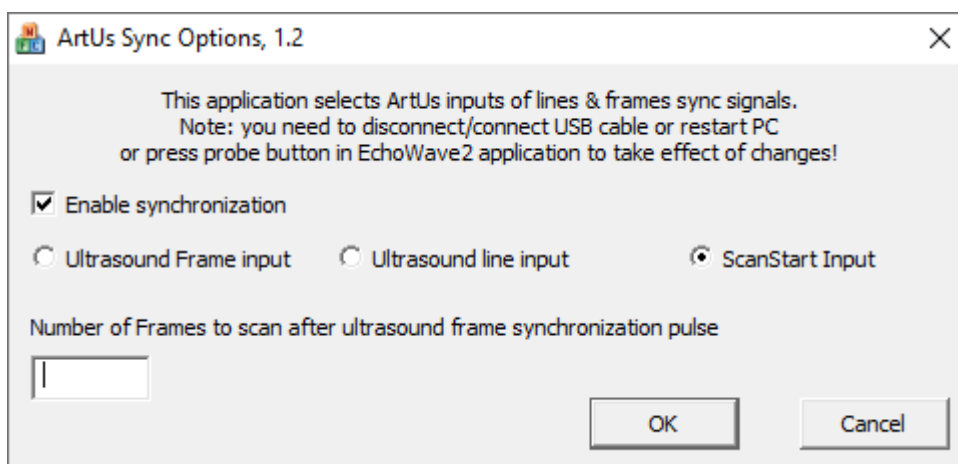 ArtUs Sync Options, 1.2
This application selects ArtUs inputs of lines & frames sync signals.
Note: you need to disconnect/connect USB cable or restart PC
or press probe button in EchoWave2 application to take effect of changes!
Enable synchronization
Ultrasound Frame input Ultrasound line input ScanStart Input
Number of Frames to scan after ultrasound frame synchronization pulse
OK Cancel